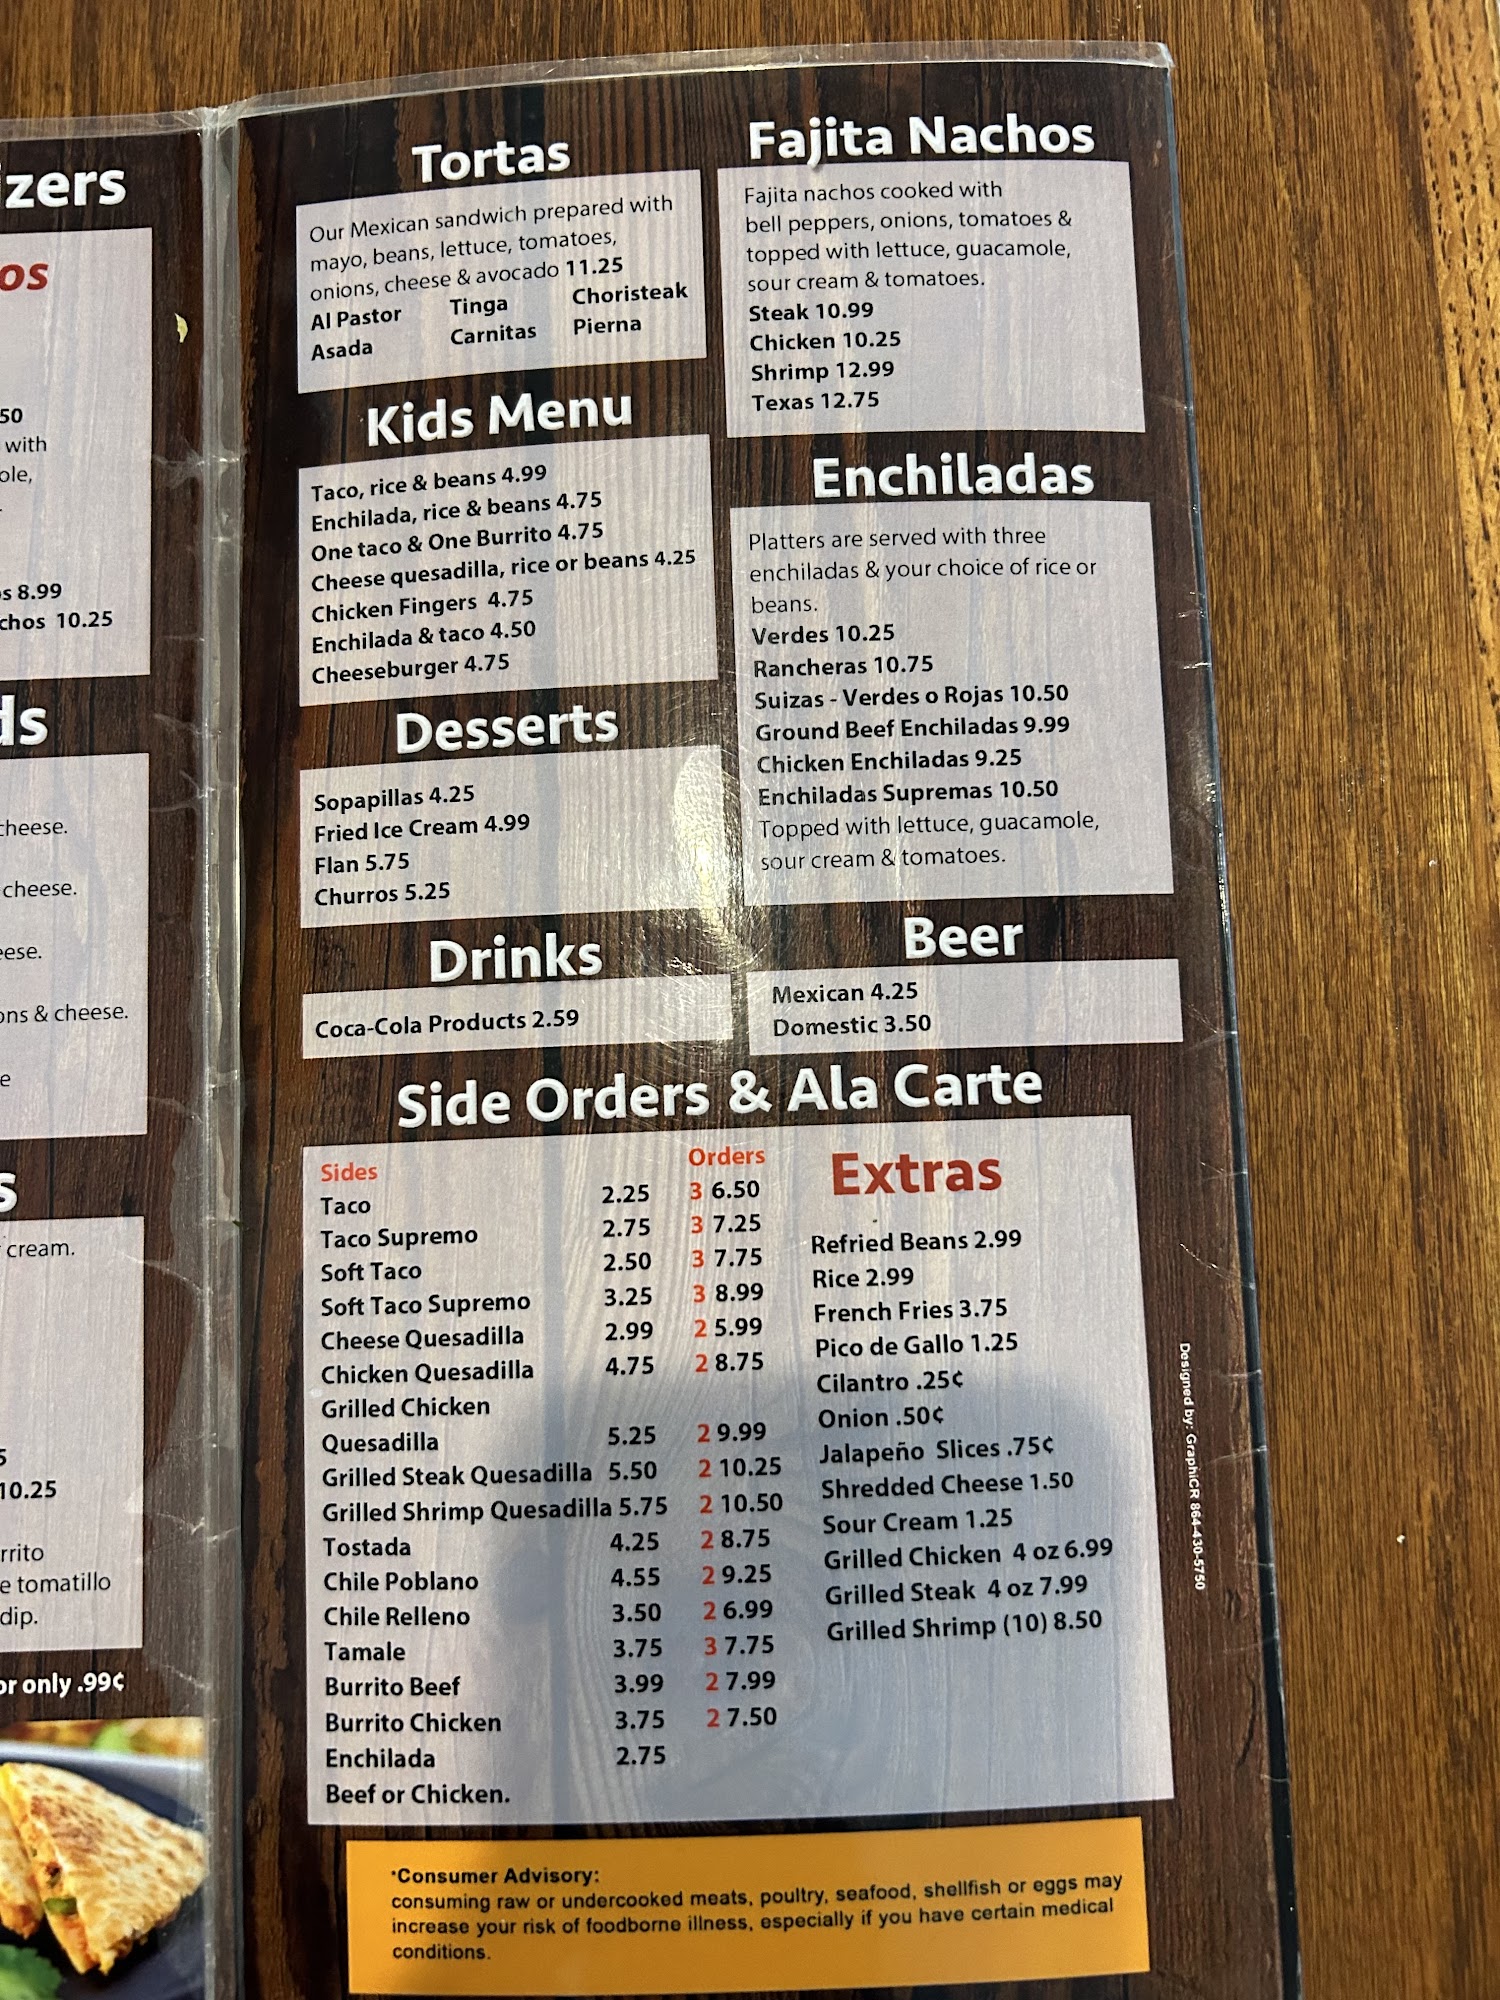 izers
os
50
with
ole,
s 8.99
chos 10.25
ds
cheese.
cheese.
eese.
ons & cheese.
e
s
cream.
5
10.25
rrito
e tomatillo
dip.
or only .99¢
Tortas
Our Mexican sandwich prepared with
mayo, beans, lettuce, tomatoes,
onions, cheese & avocado 11.25
Al Pastor Tinga Choristeak
Asada Carnitas Pierna
Kids Menu
Taco, rice & beans 4.99
Enchilada, rice & beans 4.75
One taco & One Burrito 4.75
Cheese quesadilla, rice or beans 4.25
Chicken Fingers 4.75
Enchilada & taco 4.50
Cheeseburger 4.75
Desserts
Sopapillas 4.25
Fried Ice Cream 4.99
Flan 5.75
Churros 5.25
Drinks
Coca-Cola Products 2.59
Fajita Nachos
Fajita nachos cooked with
bell peppers, onions, tomatoes &
topped with lettuce, guacamole,
sour cream & tomatoes.
Steak 10.99
Chicken 10.25
Shrimp 12.99
Texas 12.75
Enchiladas
Platters are served with three
enchiladas & your choice of rice or
beans.
Verdes 10.25
Rancheras 10.75
Suizas - Verdes o Rojas 10.50
Ground Beef Enchiladas 9.99
Chicken Enchiladas 9.25
Enchiladas Supremas 10.50
Topped with lettuce, guacamole,
sour cream & tomatoes.
Beer
Mexican 4.25
Domestic 3.50
Side Orders & Ala Carte
Sides Orders
Taco 2.25 3 6.50
Taco Supremo 2.75 3 7.25
Soft Taco 2.50 3 7.75
Soft Taco Supremo 3.25 3 8.99
Cheese Quesadilla 2.99 2 5.99
Chicken Quesadilla 4.75 2 8.75
Grilled Chicken
Quesadilla 5.25 2 9.99
Grilled Steak Quesadilla 5.50 2 10.25
Grilled Shrimp Quesadilla 5.75 2 10.50
Tostada 4.25 2 8.75
Chile Poblano 4.55 2 9.25
Chile Relleno 3.50 2 6.99
Tamale 3.75 3 7.75
Burrito Beef 3.99 2 7.99
Burrito Chicken 3.75 2 7.50
Enchilada 2.75
Beef or Chicken.
Extras
Refried Beans 2.99
Rice 2.99
French Fries 3.75
Pico de Gallo 1.25
Cilantro .25¢
Onion .50¢
Jalapeño Slices .75¢
Shredded Cheese 1.50
Sour Cream 1.25
Grilled Chicken 4 oz 6.99
Grilled Steak 4 oz 7.99
Grilled Shrimp (10) 8.50
Designed by: GraphiCR 864-430-5750
*Consumer Advisory:
consuming raw or undercooked meats, poultry, seafood, shellfish or eggs may
increase your risk of foodborne illness, especially if you have certain medical
conditions.